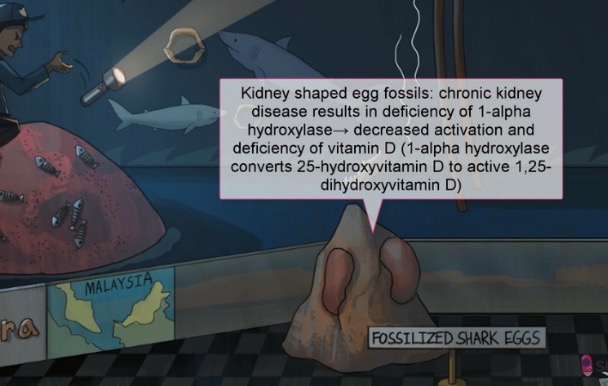 Kidney shaped egg fossils: chronic kidney
disease results in deficiency of 1-alpha
hydroxylase→ decreased activation and
deficiency of vitamin D (1-alpha hydroxylase
converts 25-hydroxyvitamin D to active 1,25-
dihydroxyvitamin D)
MALAYSIA
ra
FOSSILIZED SHARK EGGS